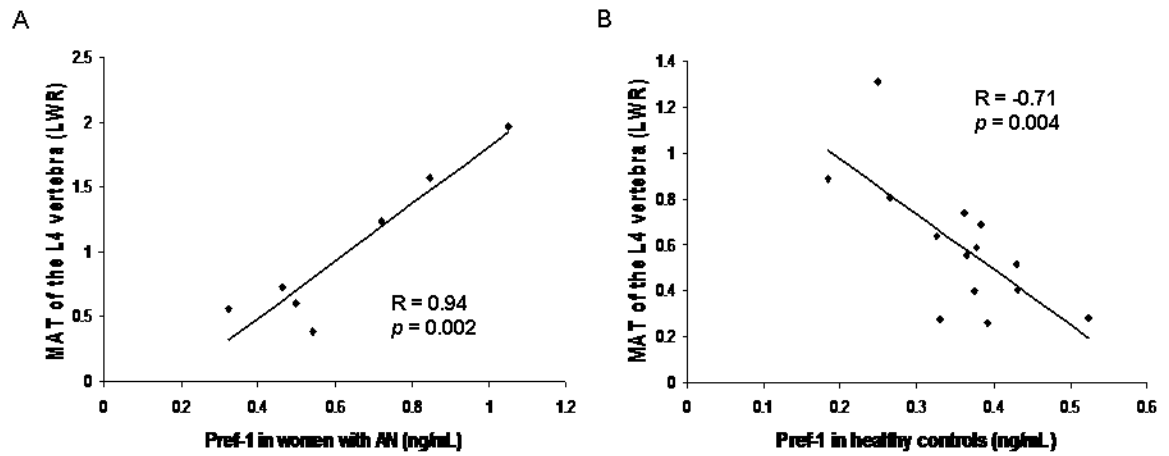 A
MAT of the L4 vertebra (LWR)
2.5
2
1.5
1
0.5
0
R = 0.94
p = 0.002
0
0.2
0.4
0.6
0.8
1
1.2
Pref-1 in women with AN (ng/mL)
B
MAT of the L4 vertebra (LWR)
1.4
1.2
1
0.8
0.6
0.4
0.2
0
R = -0.71
p = 0.004
0
0.1
0.2
0.3
0.4
0.5
0.6
Pref-1 in healthy controls (ng/mL)